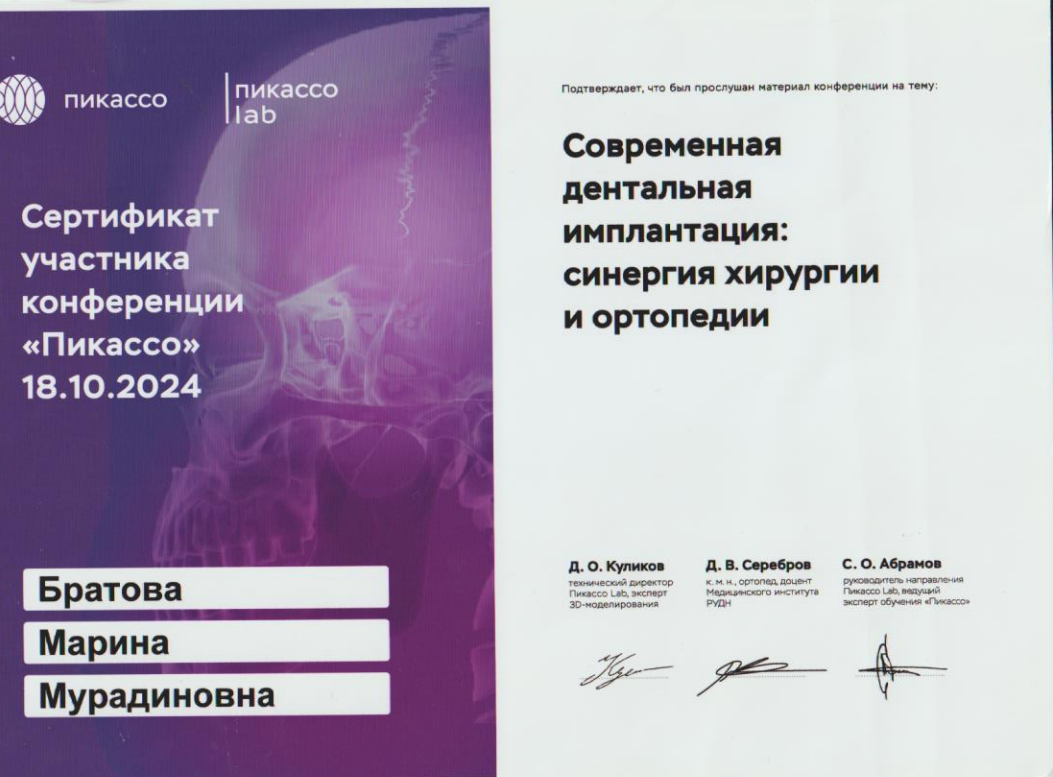 пикассо
пикассо
lab
Сертификат
участника
конференции
«Пикассо»
18.10.2024
Братова
Марина
Мурадиновна
Подтверждает, что был прослушан материал конференции на тему:
Современная
дентальная
имплантация:
синергия хирургии
и ортопедии
Д. О. Куликов
технический директор
Пикассо Lab, эксперт
3D-моделирования
Д. В. Серебров
к. м. н., ортопед, доцент
Медицинского института
РУДН
С. О. Абрамов
руководитель направления
Пикассо Lab, ведущий
эксперт обучения «Пикассо»